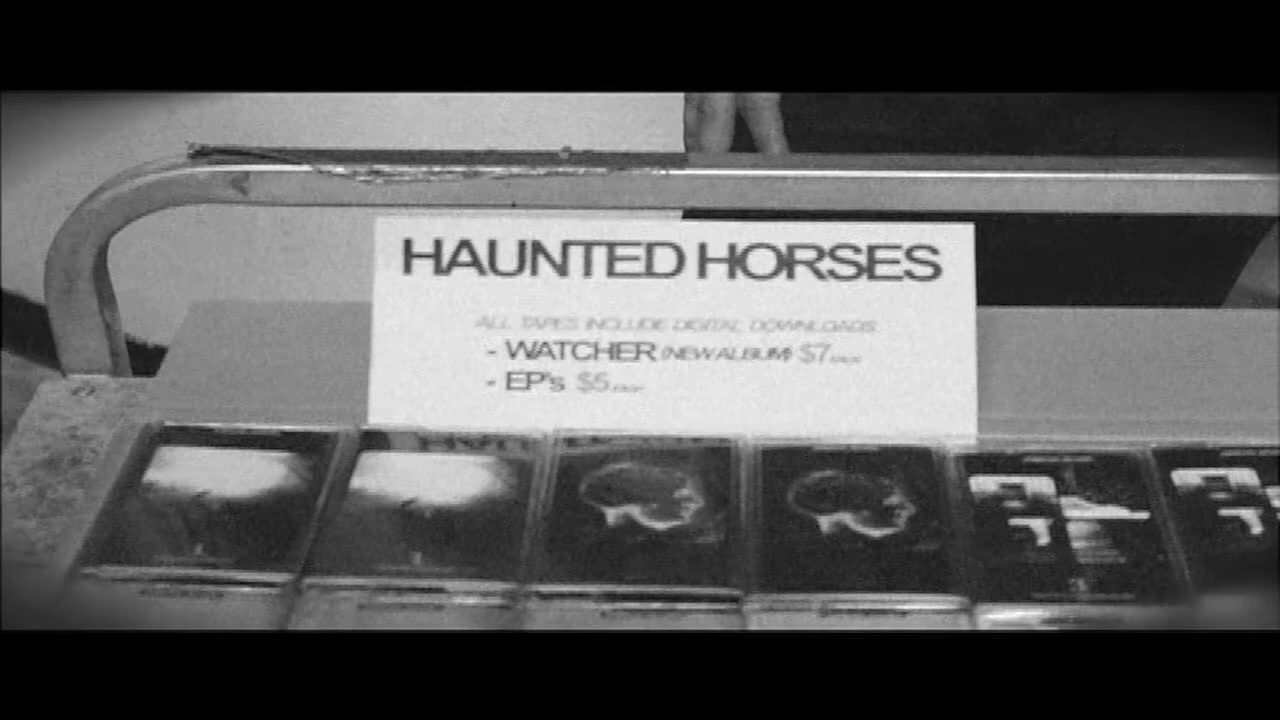 HAUNTED HORSES
ALL TAPES INCLUDE DIGITAL DOWNLOADS
- WATCHER (NEW ALBUM) $7
- EP's $5